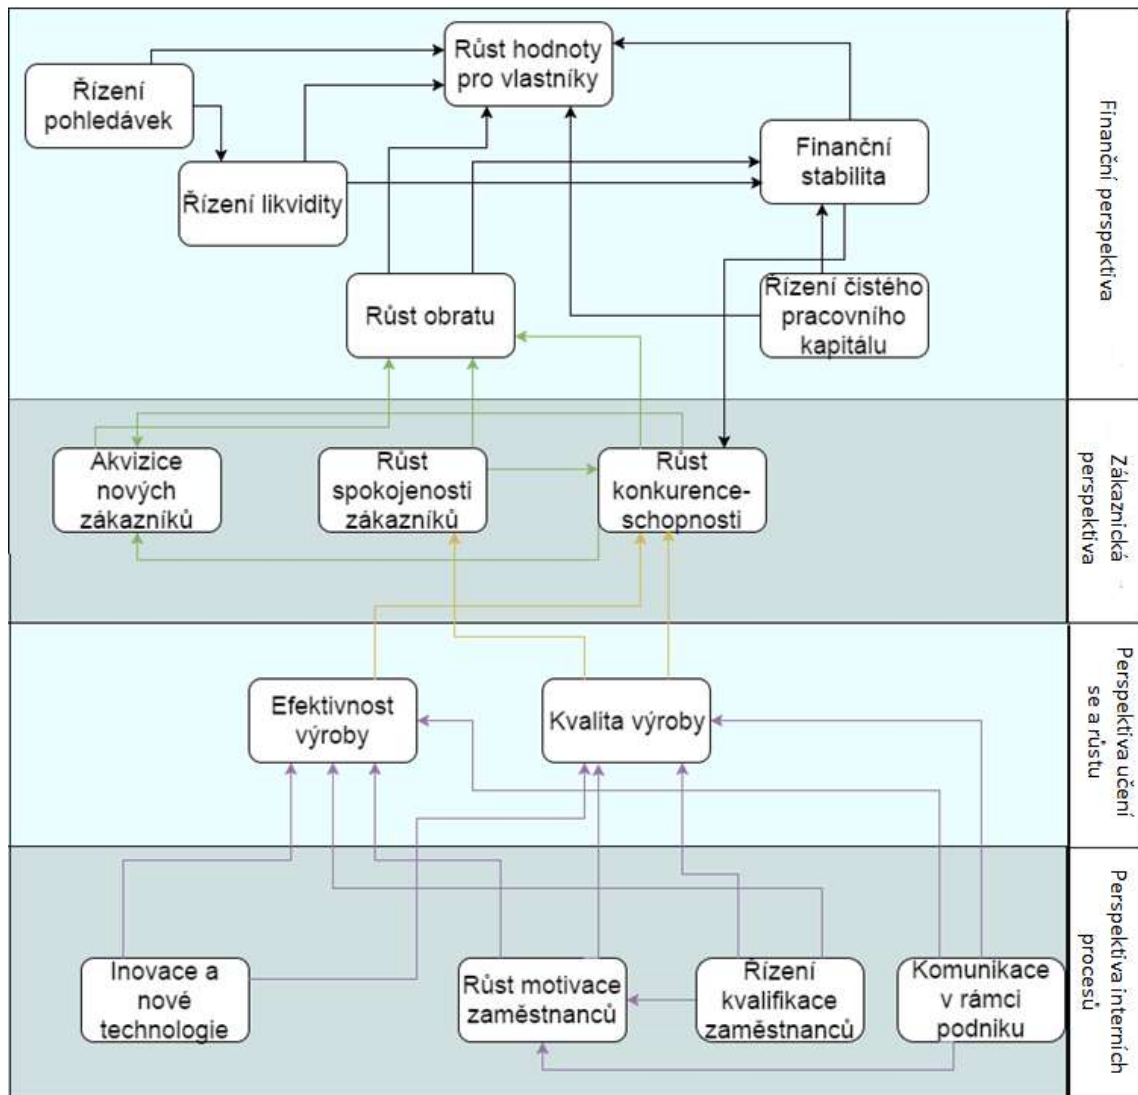 Růst hodnoty
pro vlastníky
Řízení
pohledávek
Finanční
stabilita
Řízení likvidity
Růst obratu
Řízení čistého
pracovního
kapitálu
Finanční perspektiva
Akvizice
nových
zákazníků
Růst
spokojenosti
zákazníků
Růst
konkurence-
schopnosti
Zákaznická
perspektiva
Efektivnost
výroby
Kvalita výroby
Perspektiva učení
se a růstu
Inovace a
nové
technologie
Růst motivace
zaměstnanců
Řízení
kvalifikace
zaměstnanců
Komunikace
v rámci
podniku
Perspektiva interních
procesů